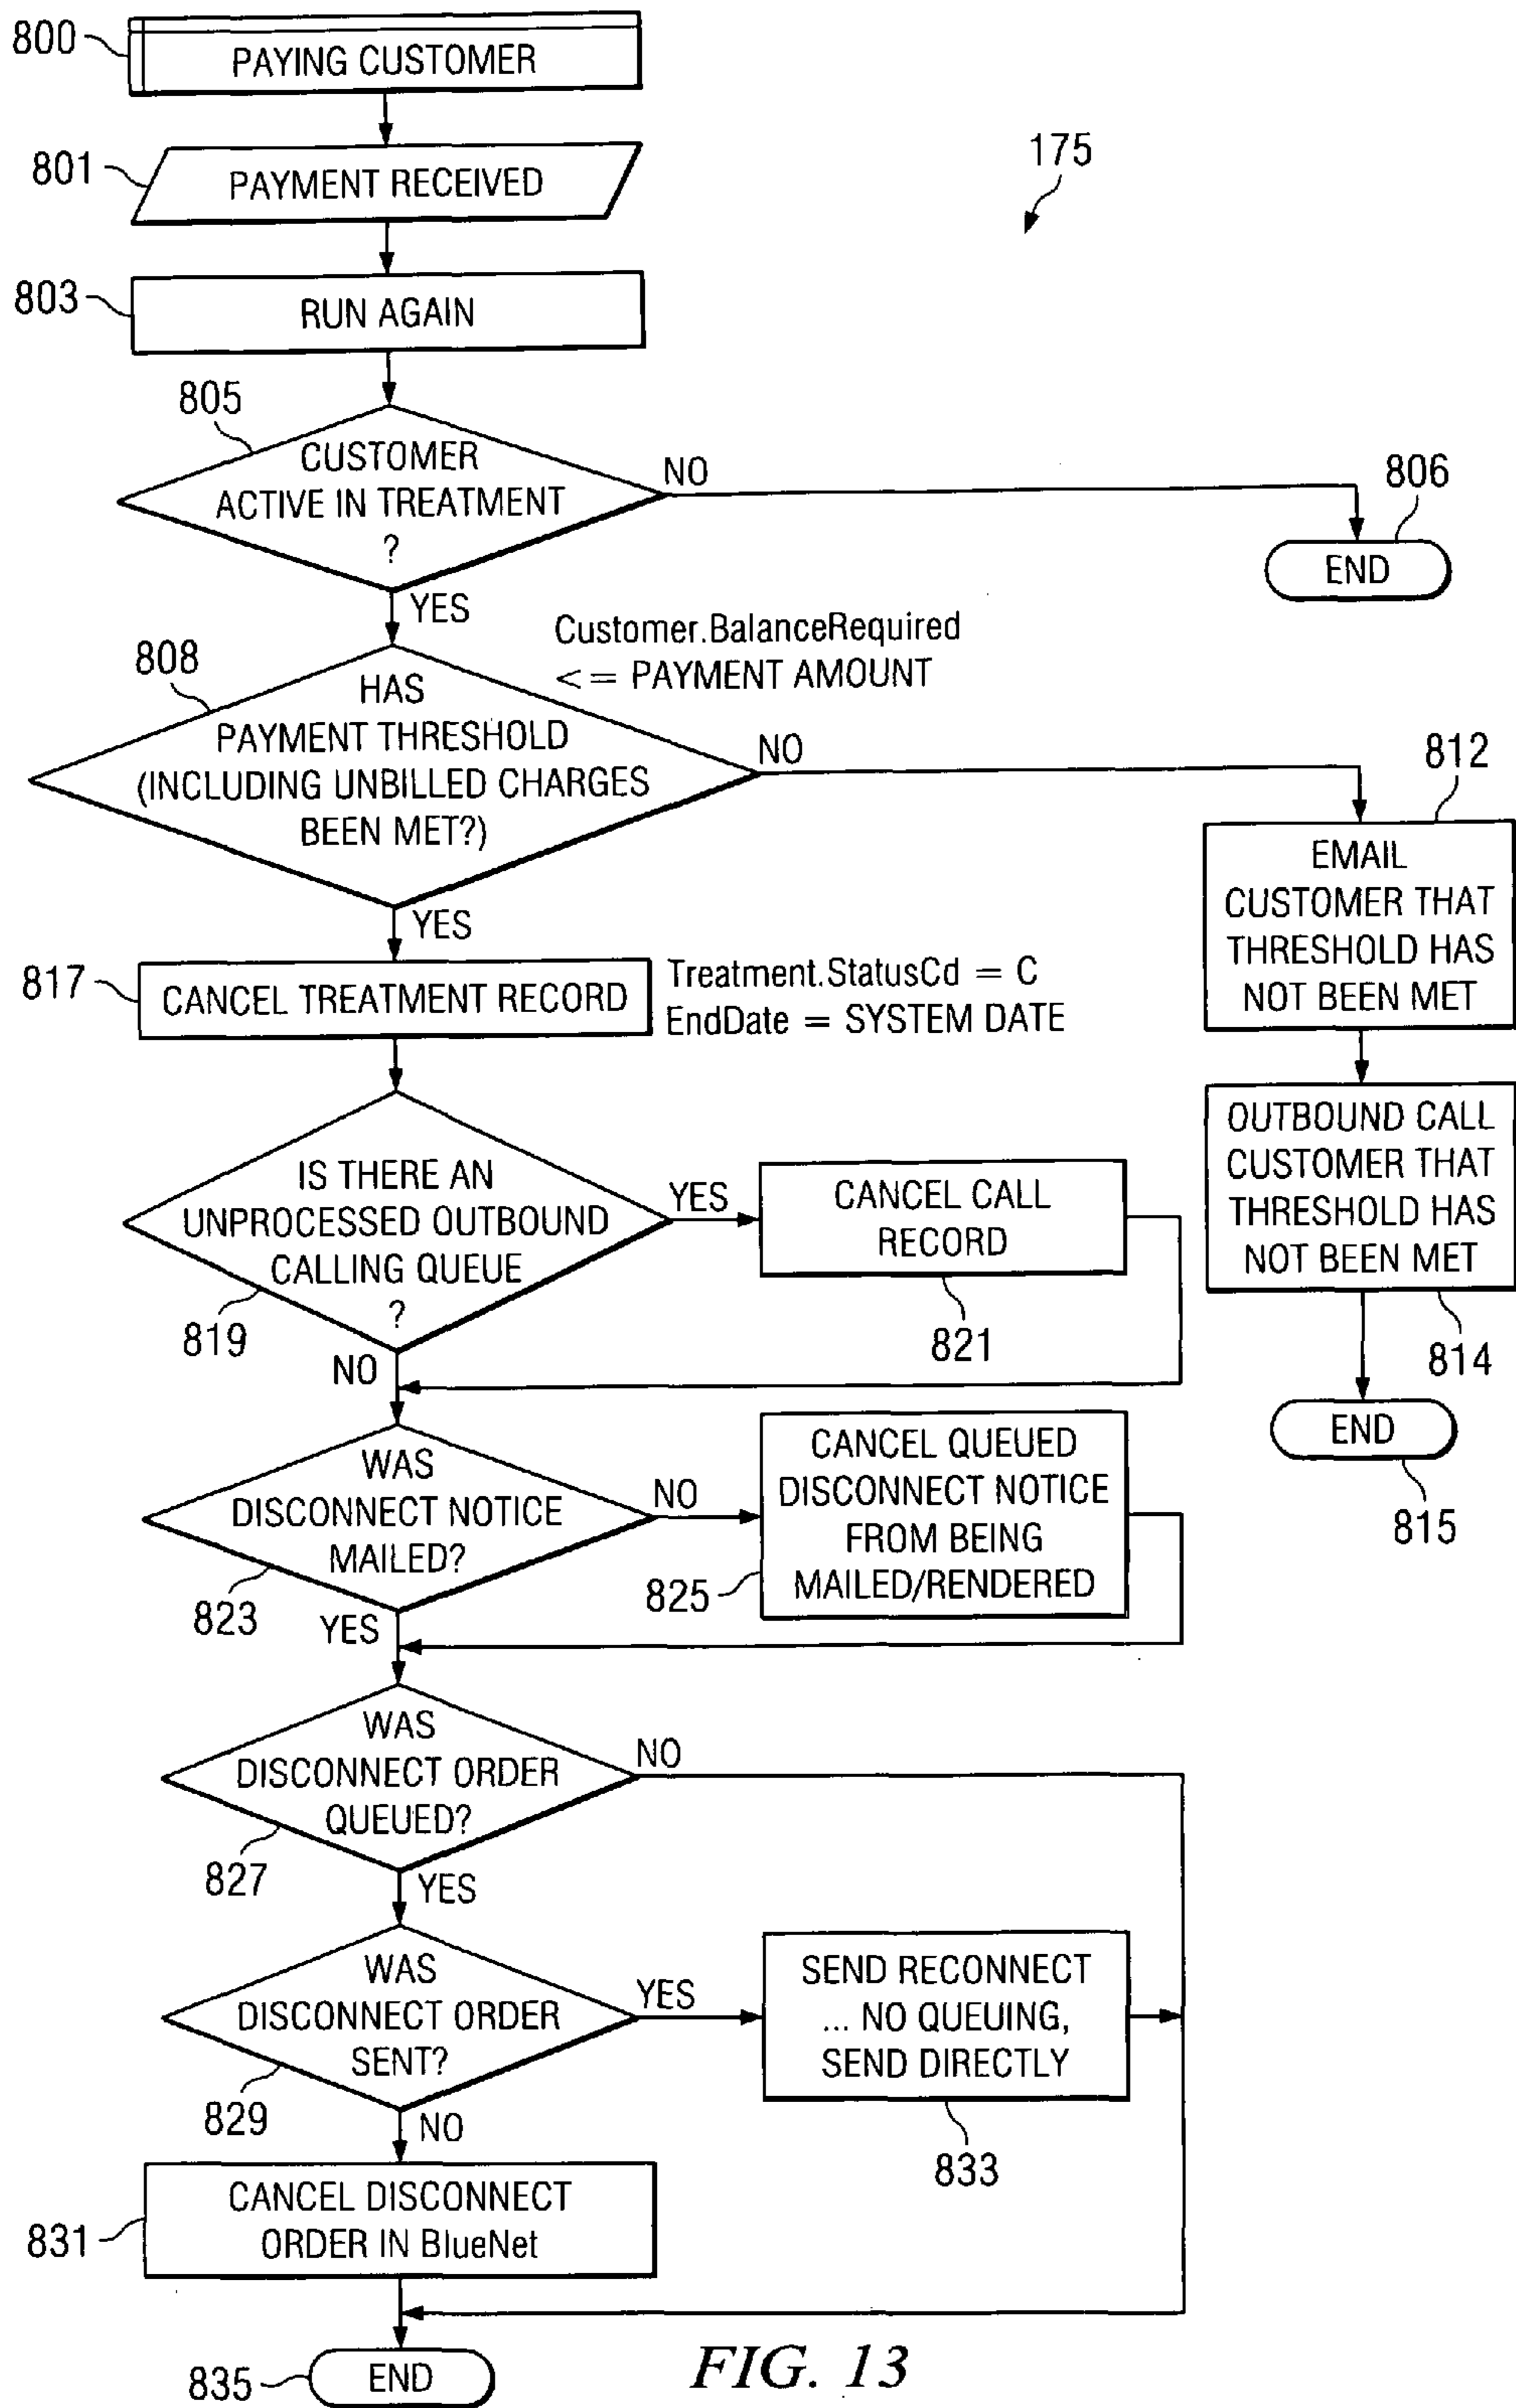 800
PAYING CUSTOMER
175
801
PAYMENT RECEIVED
803
RUN AGAIN
805
CUSTOMER
ACTIVE IN TREATMENT
?
NO
806
END
YES
Customer.BalanceRequired
<= PAYMENT AMOUNT
808
HAS
PAYMENT THRESHOLD
(INCLUDING UNBILLED CHARGES
BEEN MET?)
NO
812
EMAIL
CUSTOMER THAT
THRESHOLD HAS
NOT BEEN MET
YES
817
CANCEL TREATMENT RECORD
Treatment.StatusCd = C
EndDate = SYSTEM DATE
OUTBOUND CALL
CUSTOMER THAT
THRESHOLD HAS
NOT BEEN MET
814
END
815
IS THERE AN
UNPROCESSED OUTBOUND
CALLING QUEUE
?
819
YES
CANCEL CALL
RECORD
821
NO
WAS
DISCONNECT NOTICE
MAILED?
823
NO
CANCEL QUEUED
DISCONNECT NOTICE
FROM BEING
MAILED/RENDERED
825
YES
WAS
DISCONNECT ORDER
QUEUED?
827
NO
YES
WAS
DISCONNECT ORDER
SENT?
829
YES
SEND RECONNECT
... NO QUEUING,
SEND DIRECTLY
833
NO
831
CANCEL DISCONNECT
ORDER IN BlueNet
835
END
FIG. 13